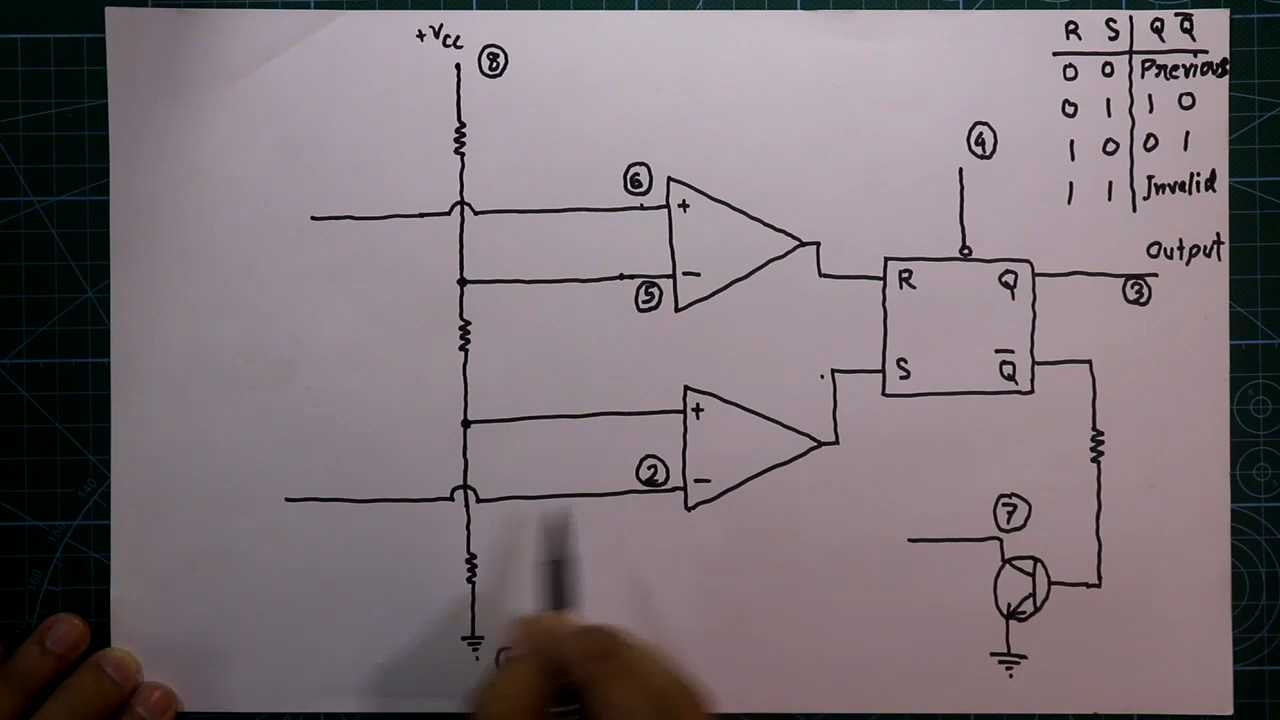 +Vcc
8
R S Q Q̅
0 0 Previous
0 1 1 0
1 0 0 1
1 1 Invalid
4
6
+
−
5
R Q
Output
3
S Q̅
+
2
−
7